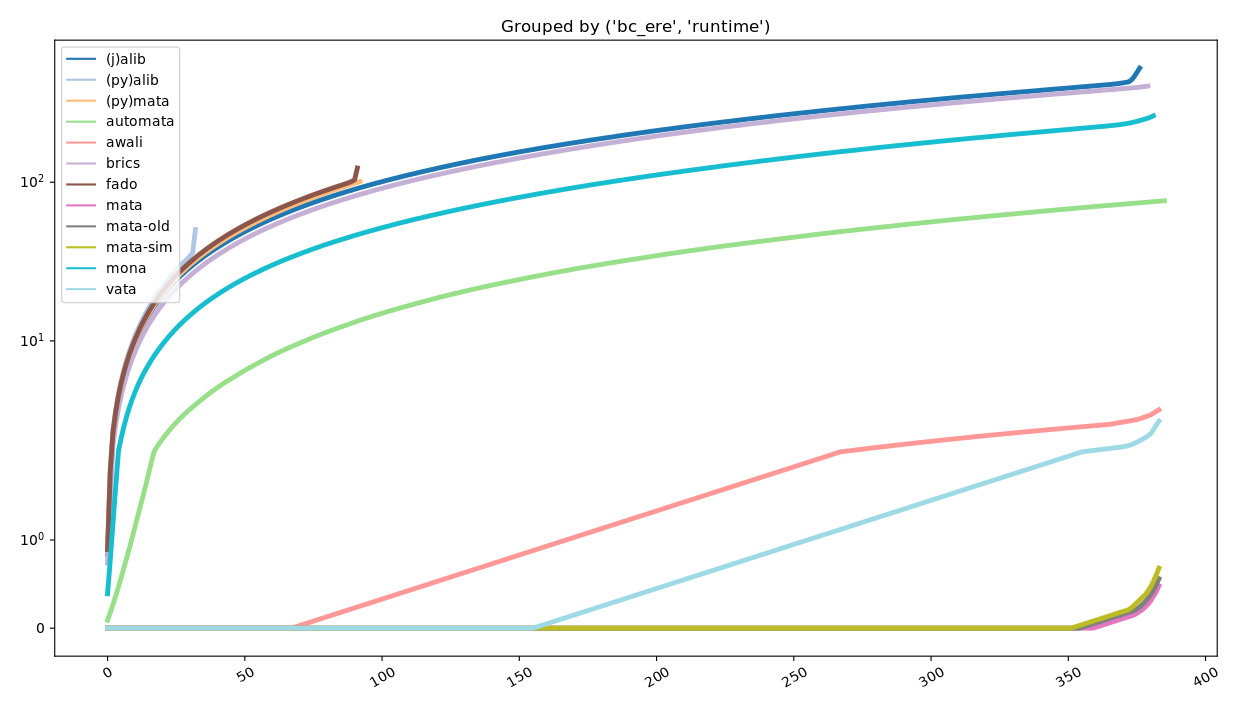 Grouped by ('bc_ere', 'runtime')
(j)alib
(py)alib
(py)mata
automata
awali
brics
fado
mata
mata-old
mata-sim
mona
vata
10²
10¹
10⁰
0
0 50 100 150 200 250 300 350 400